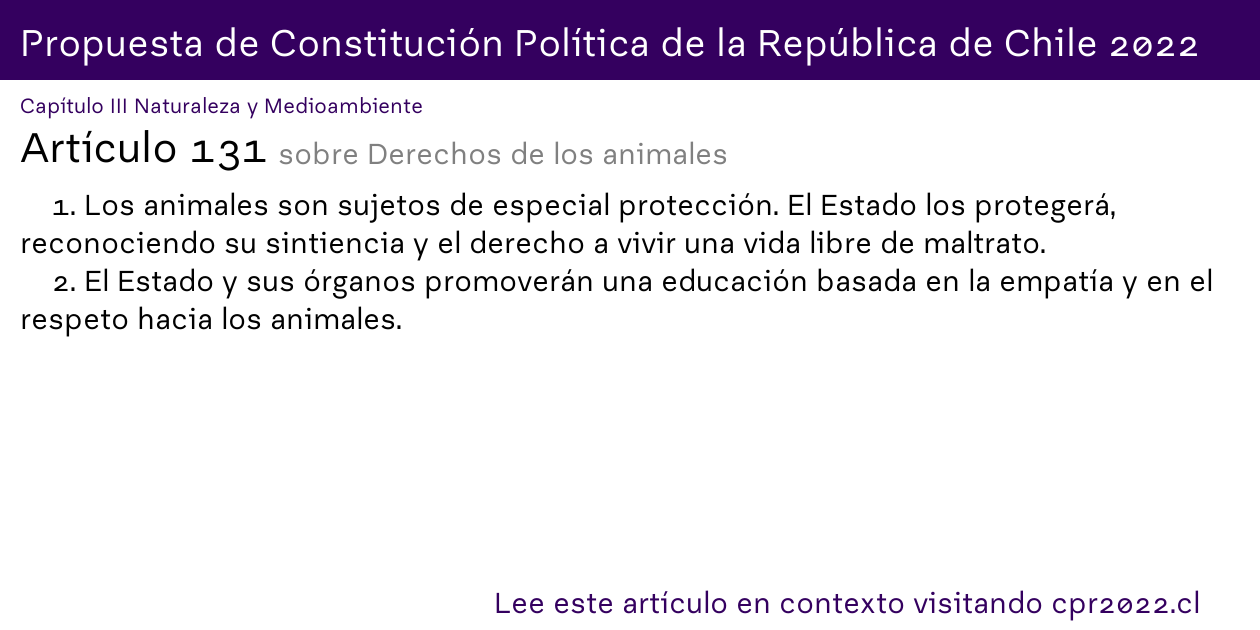 Propuesta de Constitución Política de la República de Chile 2022
Capítulo III Naturaleza y Medioambiente
Artículo 131 sobre Derechos de los animales
1. Los animales son sujetos de especial protección. El Estado los protegerá,
reconociendo su sintiencia y el derecho a vivir una vida libre de maltrato.
2. El Estado y sus órganos promoverán una educación basada en la empatía y en el
respeto hacia los animales.
Lee este artículo en contexto visitando cpr2022.cl